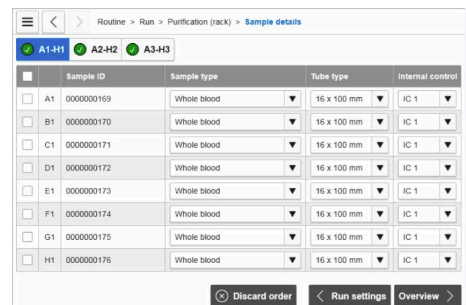 Routine > Run > Purification (rack) > Sample details
A1-H1 A2-H2 A3-H3
Sample ID Sample type Tube type Internal control
A1 0000000169 Whole blood 16 x 100 mm IC 1
B1 0000000170 Whole blood 16 x 100 mm IC 1
C1 0000000171 Whole blood 16 x 100 mm IC 1
D1 0000000172 Whole blood 16 x 100 mm IC 1
E1 0000000173 Whole blood 16 x 100 mm IC 1
F1 0000000174 Whole blood 16 x 100 mm IC 1
G1 0000000175 Whole blood 16 x 100 mm IC 1
H1 0000000176 Whole blood 16 x 100 mm IC 1
Discard order Run settings Overview